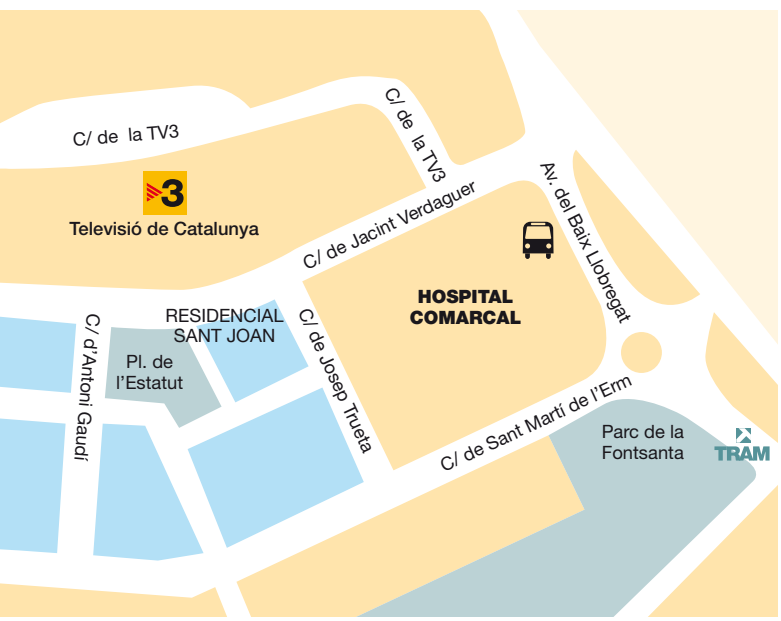 C/ de la TV3
C/ de la TV3
3
Televisió de Catalunya
C/ de Jacint Verdaguer
Av. del Baix Llobregat
HOSPITAL
COMARCAL
RESIDENCIAL
SANT JOAN
C/ d'Antoni Gaudí
Pl. de
l'Estatut
C/ de Josep Trueta
C/ de Sant Martí de l'Erm
Parc de la
Fontsanta
TRAM